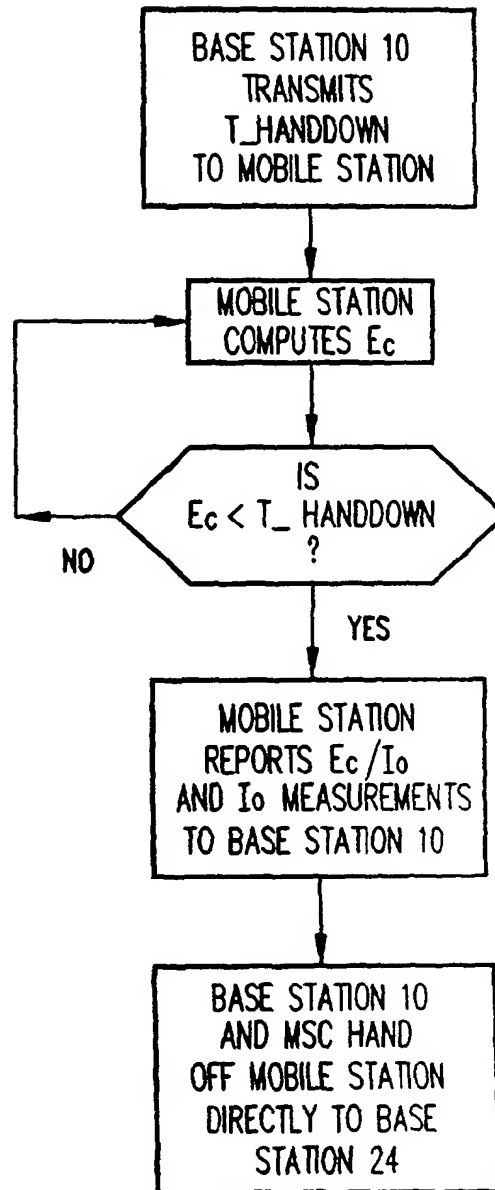 BASE STATION 10
TRANSMITS
T_HANDDOWN
TO MOBILE STATION
MOBILE STATION
COMPUTES Ec
IS
Ec < T_ HANDDOWN
?
NO
YES
MOBILE STATION
REPORTS Ec/Io
AND Io MEASUREMENTS
TO BASE STATION 10
BASE STATION 10
AND MSC HAND
OFF MOBILE STATION
DIRECTLY TO BASE
STATION 24